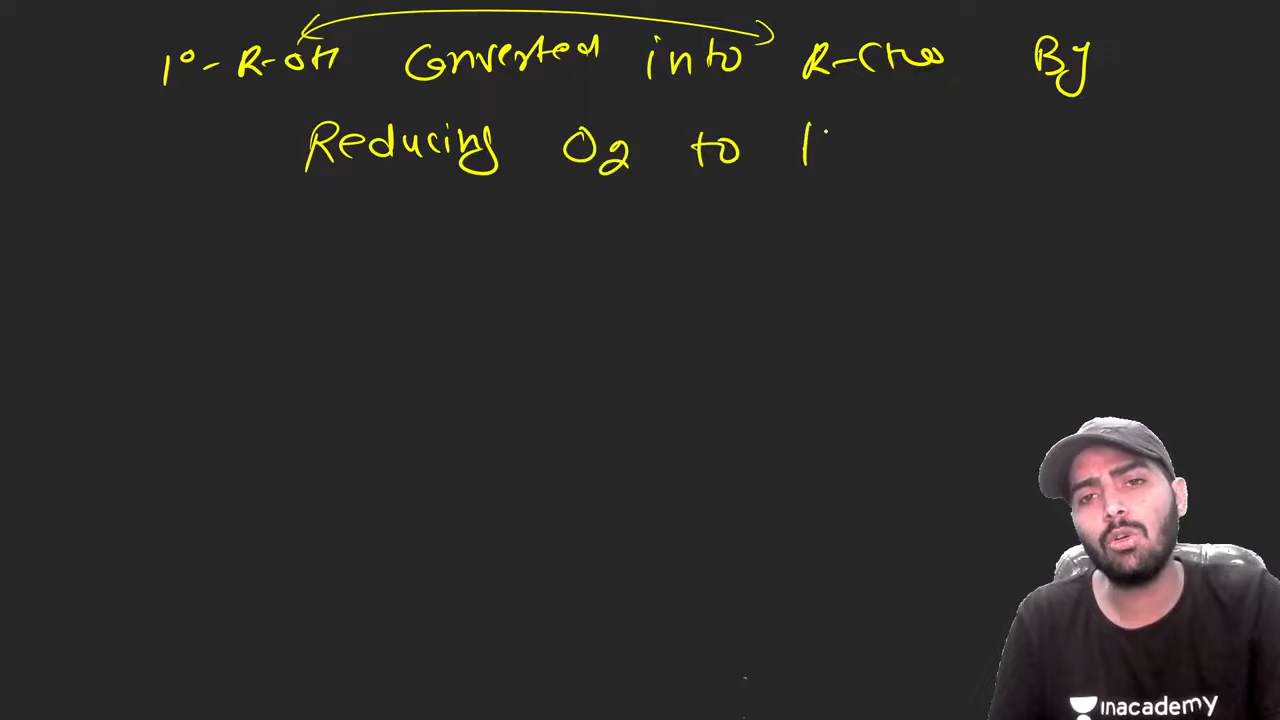 1°-R-OH Converted into R-CHO By
Reducing O2 to
unacademy